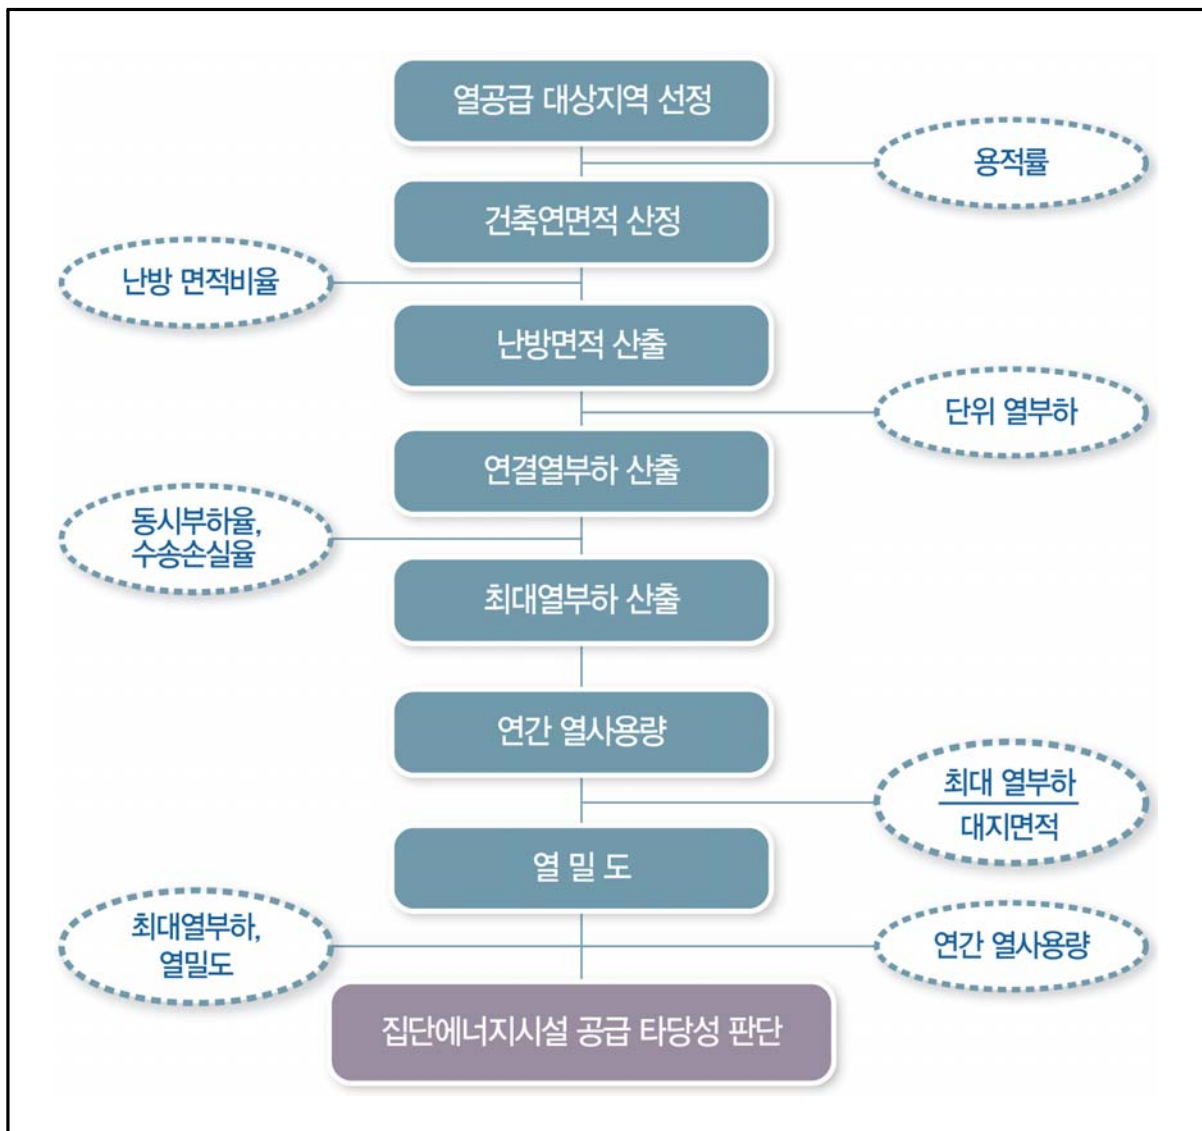 열공급 대상지역 선정
용적률
건축연면적 산정
난방 면적비율
난방면적 산출
단위 열부하
연결열부하 산출
동시부하율,
수송손실율
최대열부하 산출
연간 열사용량
최대 열부하
대지면적
열 밀 도
최대열부하,
열밀도
연간 열사용량
집단에너지시설 공급 타당성 판단